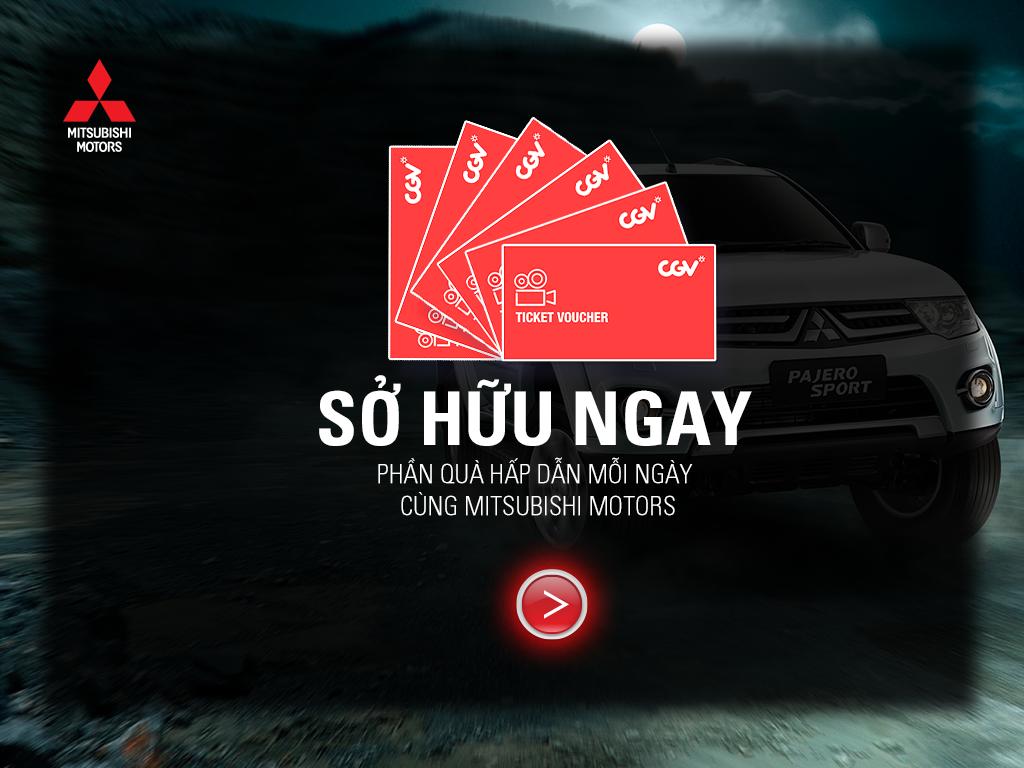 MITSUBISHI
MOTORS
CGV
CGV
CGV
CGV
CGV
CGV
TICKET VOUCHER
PAJERO
SPORT
SỞ HỮU NGAY
PHẦN QUÀ HẤP DẪN MỖI NGÀY
CÙNG MITSUBISHI MOTORS
>